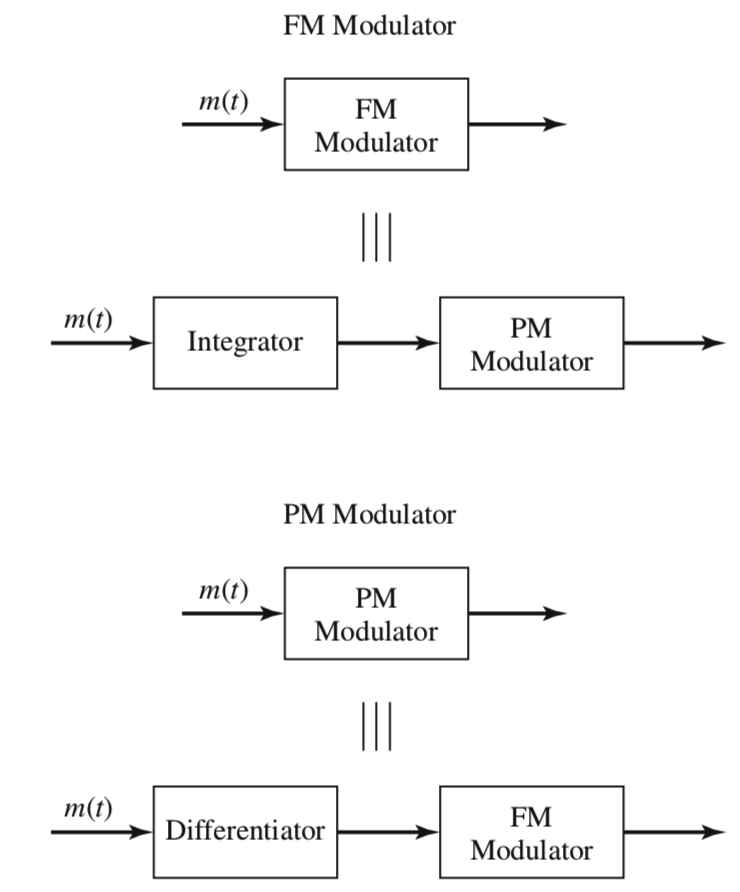 FM Modulator
m(t)
FM
Modulator
m(t)
Integrator
PM
Modulator
PM Modulator
m(t)
PM
Modulator
m(t)
Differentiator
FM
Modulator